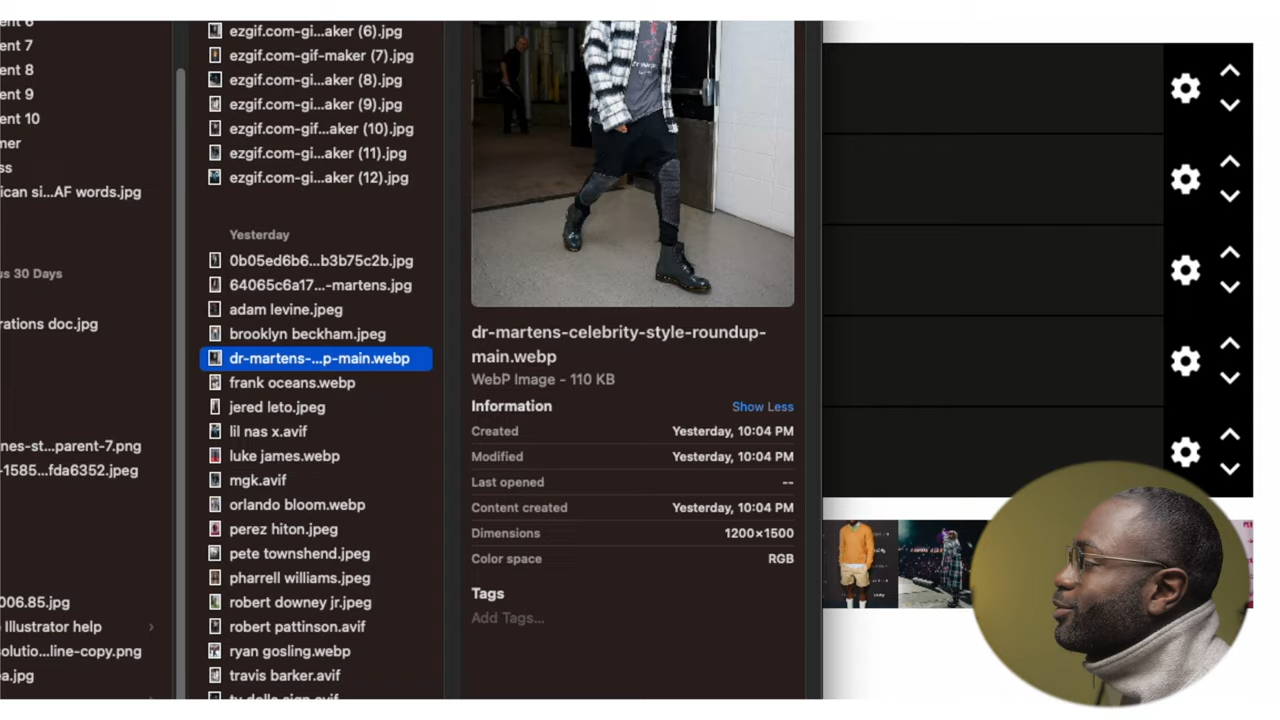 ent 7
ent 8
ent 9
ent 10
mer
ss
ican si...AF words.jpg
us 30 Days
rations doc.jpg
nes-st...parent-7.png
-1585...fda6352.jpeg
006.85.jpg
Illustrator help
solutio...line-copy.png
ea.jpg
ezgif.com-gi...aker (6).jpg
ezgif.com-gif-maker (7).jpg
ezgif.com-gi...aker (8).jpg
ezgif.com-gi...aker (9).jpg
ezgif.com-gif...aker (10).jpg
ezgif.com-gi...aker (11).jpg
ezgif.com-gi...aker (12).jpg
Yesterday
0b05ed6b6...b3b75c2b.jpg
64065c6a17...-martens.jpg
adam levine.jpeg
brooklyn beckham.jpeg
dr-martens-...p-main.webp
frank oceans.webp
jered leto.jpeg
lil nas x.avif
luke james.webp
mgk.avif
orlando bloom.webp
perez hiton.jpeg
pete townshend.jpeg
pharrell williams.jpeg
robert downey jr.jpeg
robert pattinson.avif
ryan gosling.webp
travis barker.avif
dr-martens-celebrity-style-roundup-
main.webp
WebP Image - 110 KB
Information Show Less
Created Yesterday, 10:04 PM
Modified Yesterday, 10:04 PM
Last opened --
Content created Yesterday, 10:04 PM
Dimensions 1200×1500
Color space RGB
Tags
Add Tags...